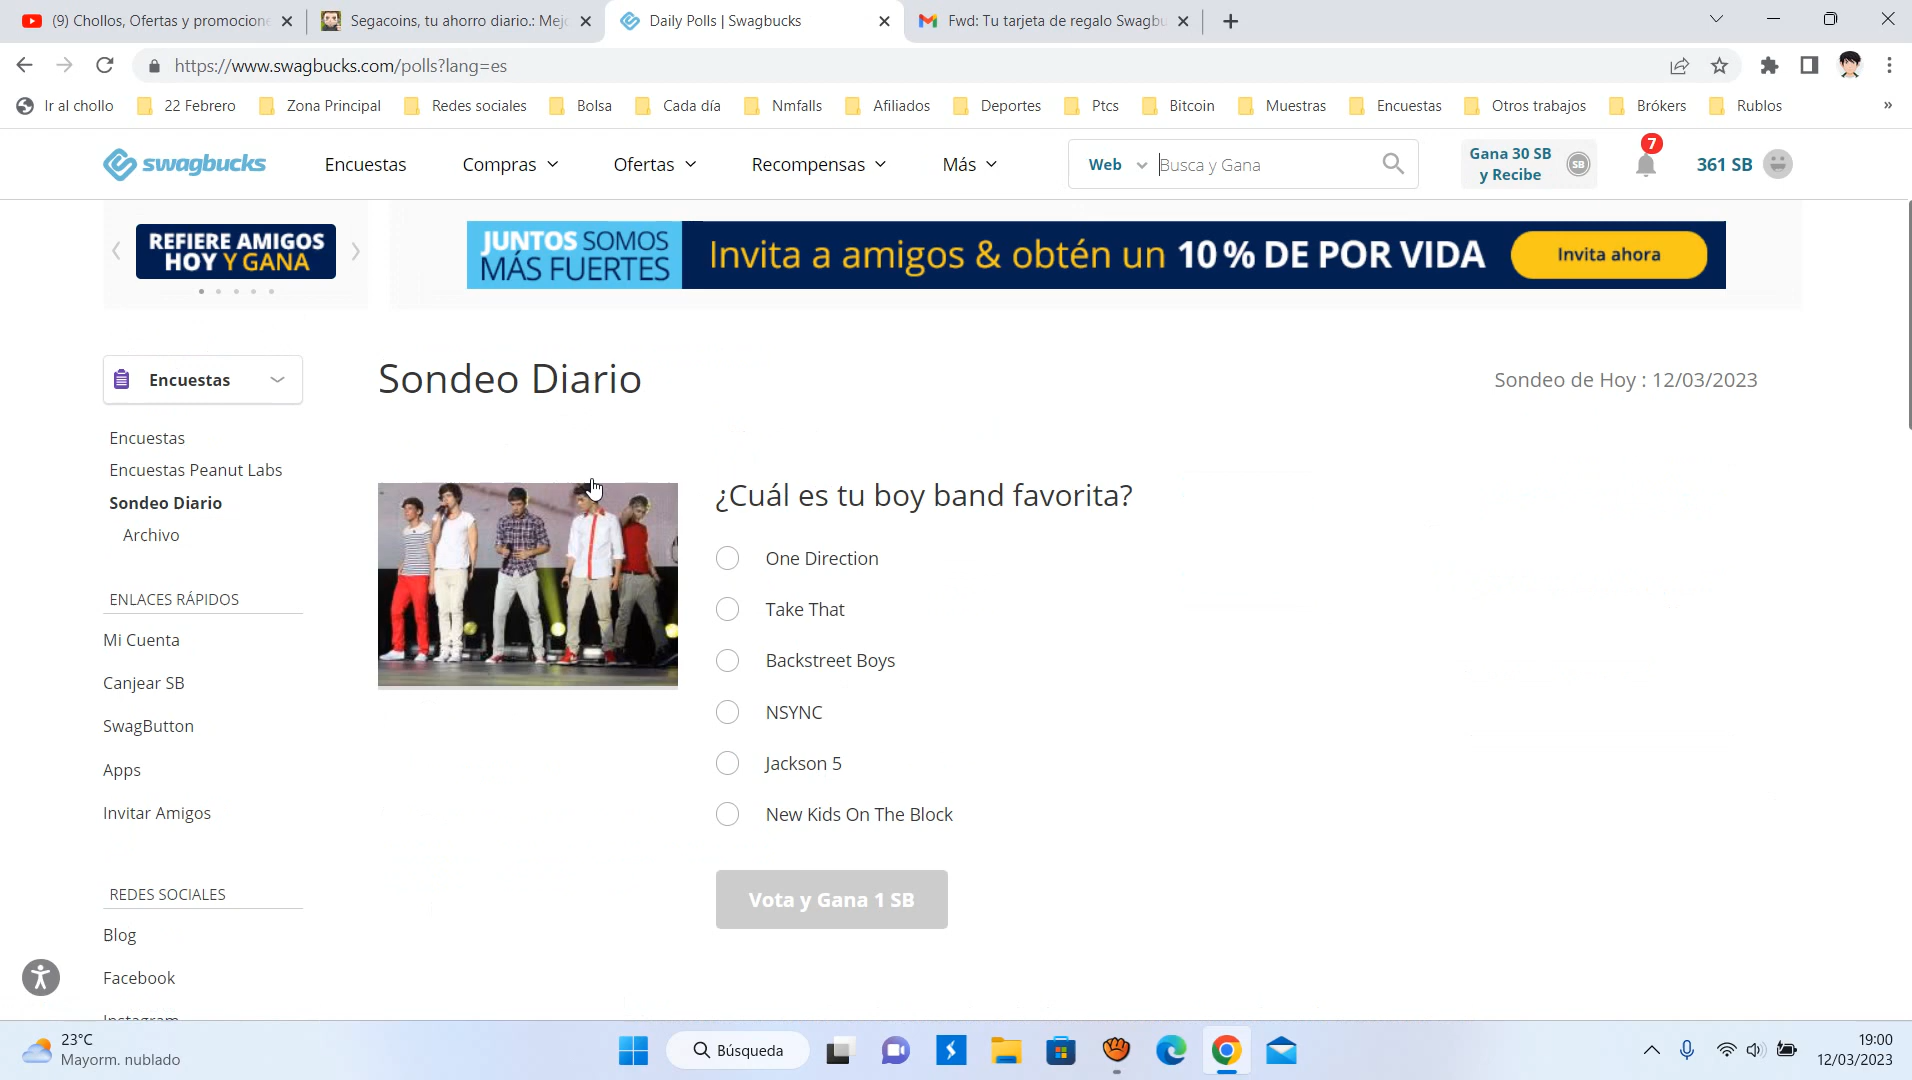 (9) Chollos, Ofertas y promocione
Segacoins, tu ahorro diario.: Mejo
Daily Polls | Swagbucks
Fwd: Tu tarjeta de regalo Swagbu
https://www.swagbucks.com/polls?lang=es
Ir al chollo
22 Febrero
Zona Principal
Redes sociales
Bolsa
Cada día
Nmfalls
Afiliados
Deportes
Ptcs
Bitcoin
Muestras
Encuestas
Otros trabajos
Brókers
Rublos
»
swagbucks
Encuestas
Compras
Ofertas
Recompensas
Más
Web
Busca y Gana
Gana 30 SB
y Recibe
SB
7
361 SB
REFIERE AMIGOS
HOY Y GANA
JUNTOS SOMOS
MÁS FUERTES
Invita a amigos & obtén un 10% DE POR VIDA
Invita ahora
Encuestas
Sondeo Diario
Sondeo de Hoy : 12/03/2023
Encuestas
Encuestas Peanut Labs
Sondeo Diario
Archivo
ENLACES RÁPIDOS
Mi Cuenta
Canjear SB
SwagButton
Apps
Invitar Amigos
REDES SOCIALES
Blog
Facebook
Instagram
¿Cuál es tu boy band favorita?
One Direction
Take That
Backstreet Boys
NSYNC
Jackson 5
New Kids On The Block
Vota y Gana 1 SB
23°C
Mayorm. nublado
Búsqueda
19:00
12/03/2023